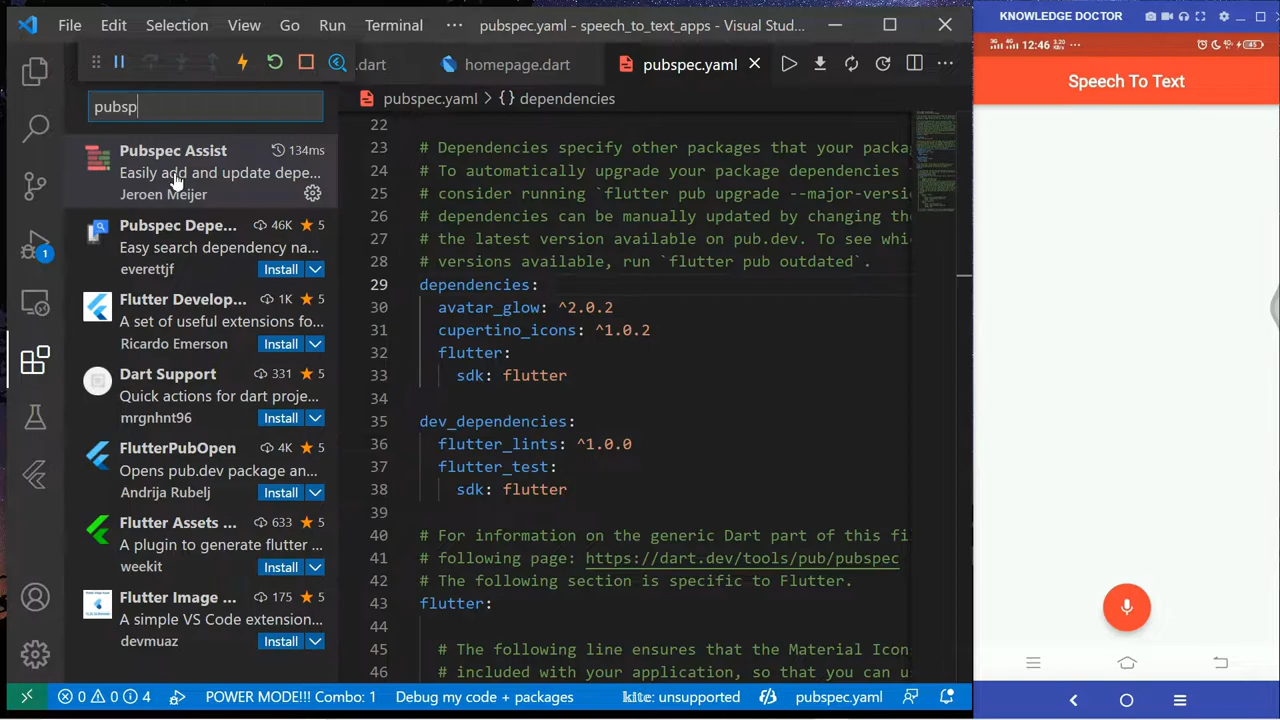 File Edit Selection View Go Run Terminal ··· pubspec.yaml - speech_to_text_apps - Visual Studi...
.dart homepage.dart pubspec.yaml
pubsp
pubspec.yaml > {} dependencies
Pubspec Assist 134ms
Easily add and update depe...
Jeroen Meijer
Pubspec Depe... 46K 5
Easy search dependency na...
everettjf Install
Flutter Develop... 1K 5
A set of useful extensions fo...
Ricardo Emerson Install
Dart Support 331 5
Quick actions for dart proje...
mrgnhnt96 Install
FlutterPubOpen 4K 5
Opens pub.dev package an...
Andrija Rubelj Install
Flutter Assets ... 633 5
A plugin to generate flutter ...
weekit Install
Flutter Image ... 175 5
A simple VS Code extension...
devmuaz Install
1
22
23 # Dependencies specify other packages that your packa
24 # To automatically upgrade your package dependencies
25 # consider running `flutter pub upgrade --major-versio
26 # dependencies can be manually updated by changing the
27 # the latest version available on pub.dev. To see whic
28 # versions available, run `flutter pub outdated`.
29 dependencies:
30 avatar_glow: ^2.0.2
31 cupertino_icons: ^1.0.2
32 flutter:
33 sdk: flutter
34
35 dev_dependencies:
36 flutter_lints: ^1.0.0
37 flutter_test:
38 sdk: flutter
39
40 # For information on the generic Dart part of this fi
41 # following page: https://dart.dev/tools/pub/pubspec
42 # The following section is specific to Flutter.
43 flutter:
44
45 # The following line ensures that the Material Icon
46 # included with your application, so that you can u
0 0 4 POWER MODE!!! Combo: 1 Debug my code + packages kite: unsupported pubspec.yaml
KNOWLEDGE DOCTOR
12:46 ··· 45
Speech To Text